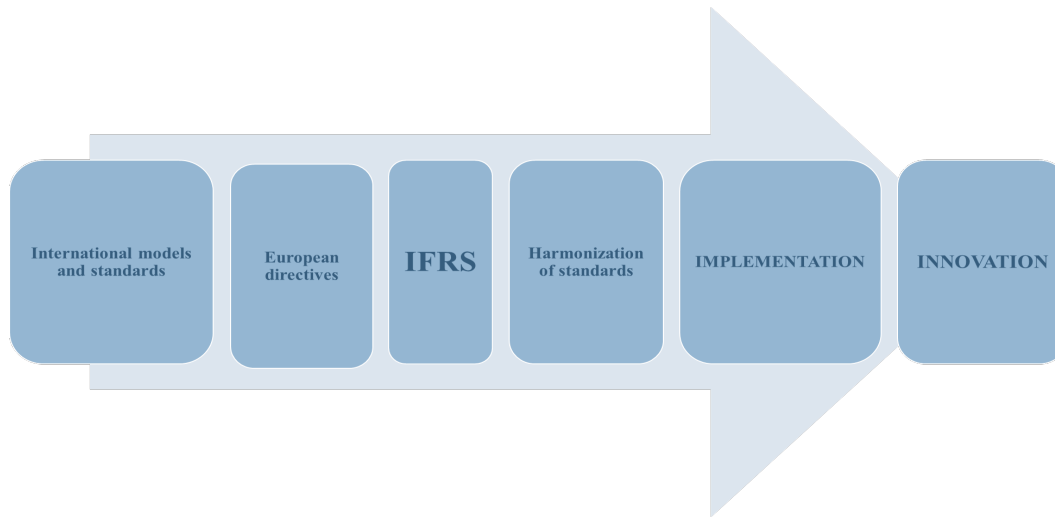 International models
and standards
European
directives
IFRS
Harmonization
of standards
IMPLEMENTATION
INNOVATION